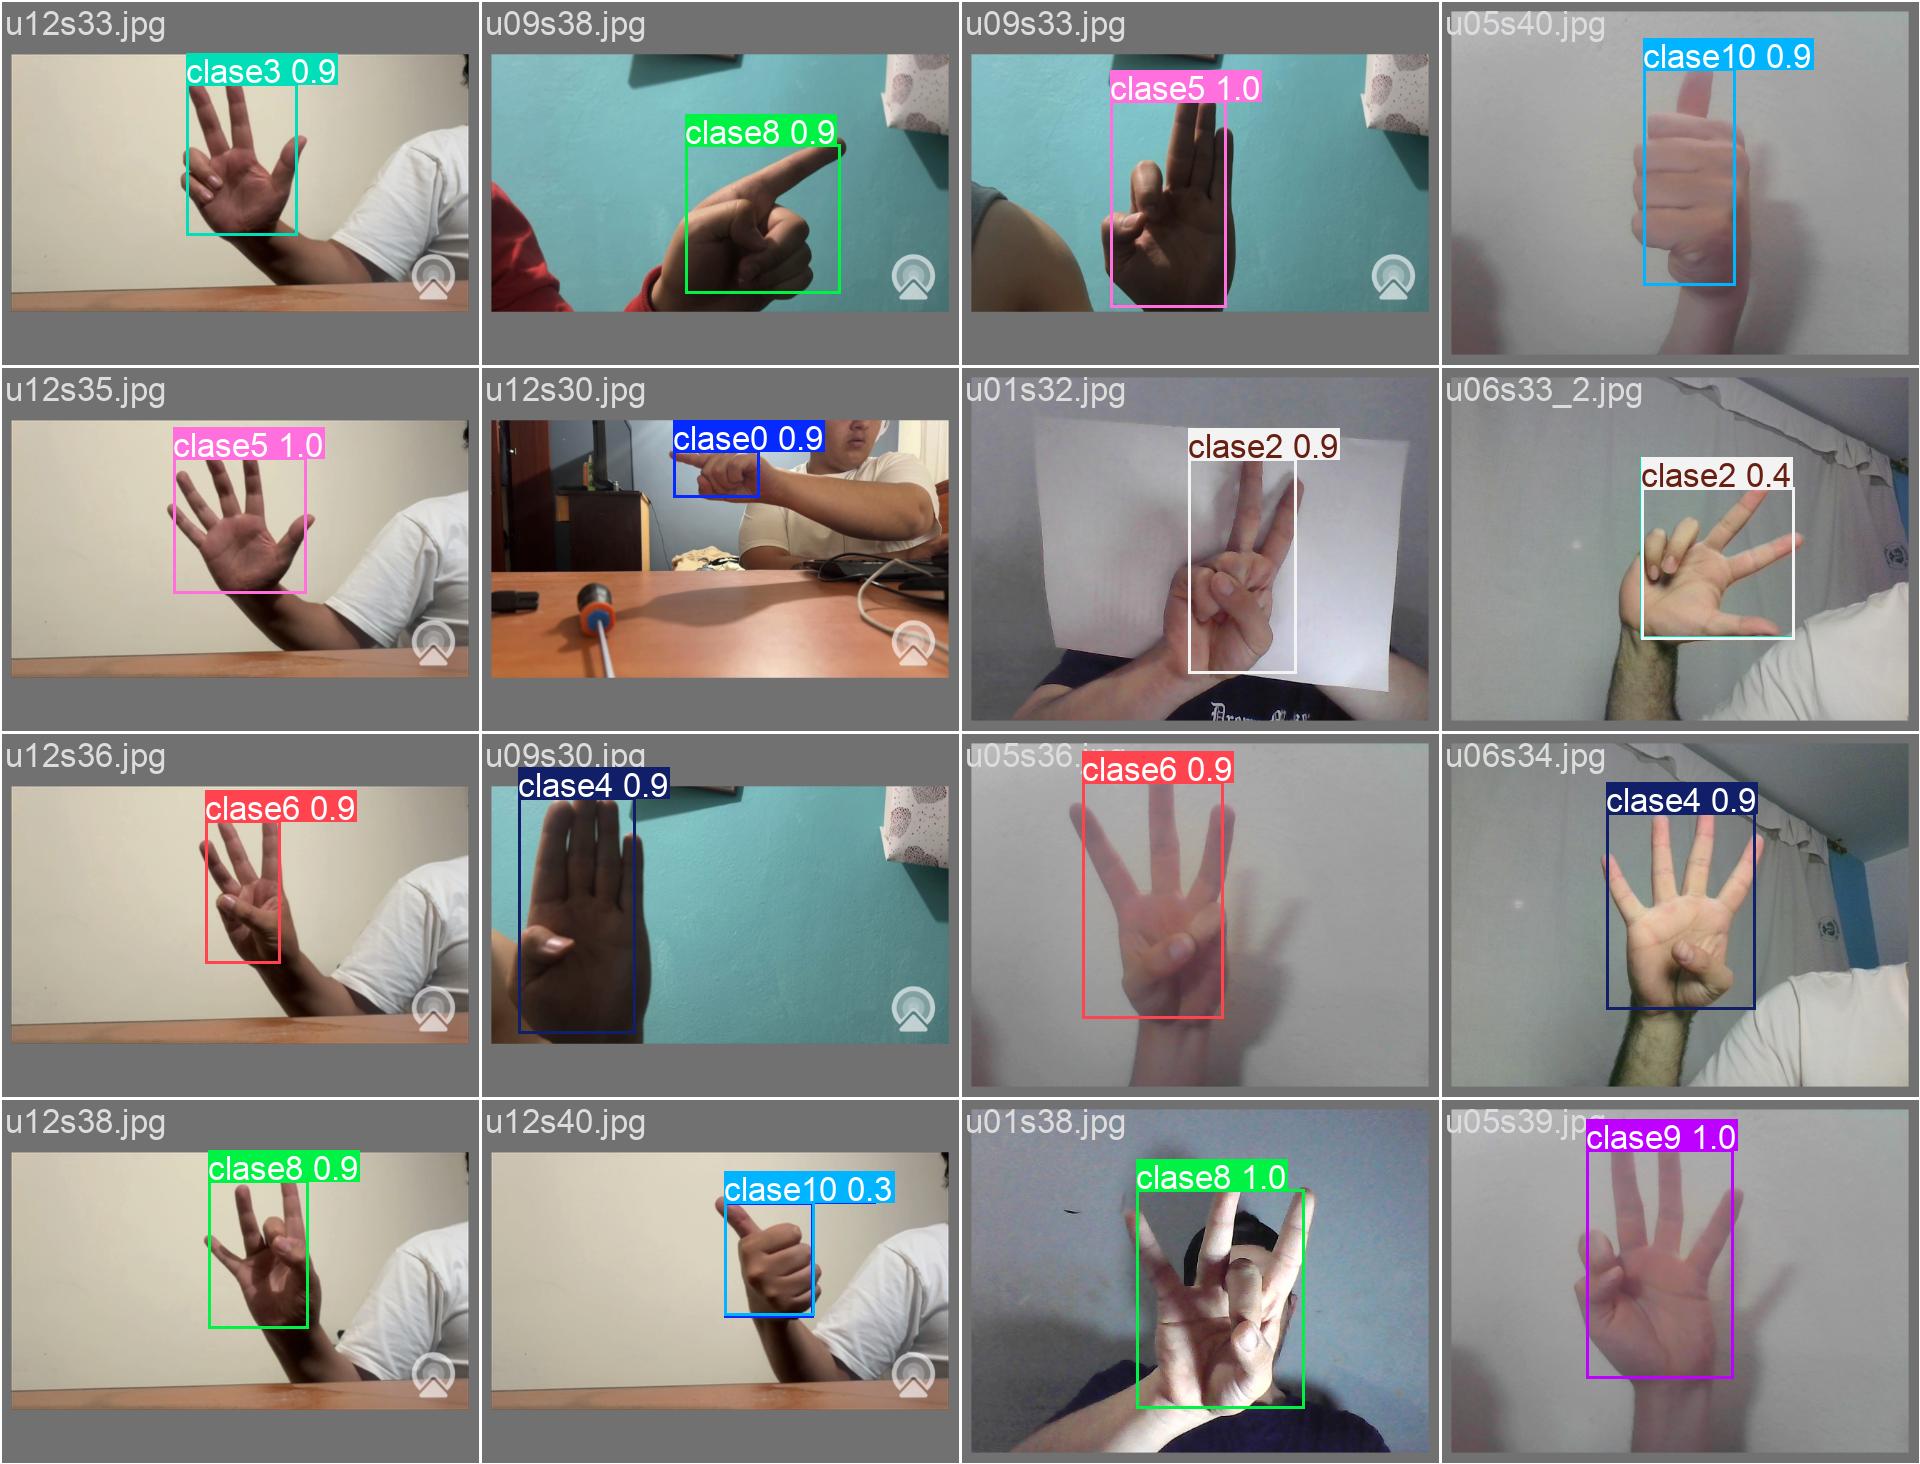 u12s33.jpg
clase3 0.9
u09s38.jpg
clase8 0.9
u09s33.jpg
clase5 1.0
u05s40.jpg
clase10 0.9
u12s35.jpg
clase5 1.0
u12s30.jpg
clase0 0.9
u01s32.jpg
clase2 0.9
u06s33_2.jpg
clase2 0.4
u12s36.jpg
clase6 0.9
u09s30.jpg
clase4 0.9
u05s36.jpg
clase6 0.9
u06s34.jpg
clase4 0.9
u12s38.jpg
clase8 0.9
u12s40.jpg
clase10 0.3
u01s38.jpg
clase8 1.0
u05s39.jpg
clase9 1.0